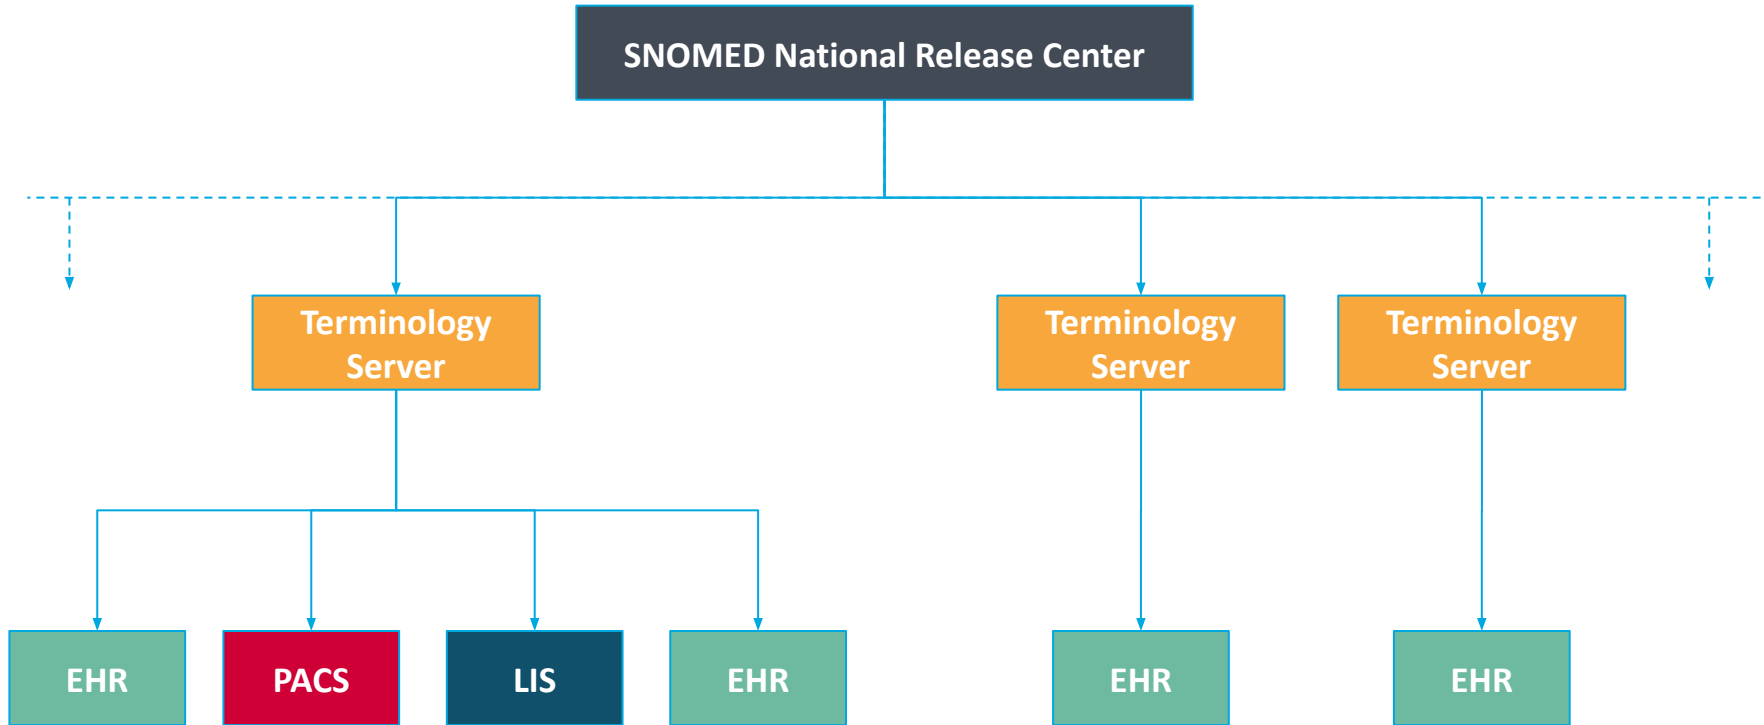 SNOMED National Release Center
Terminology
Server
Terminology
Server
Terminology
Server
EHR
PACS
LIS
EHR
EHR
EHR